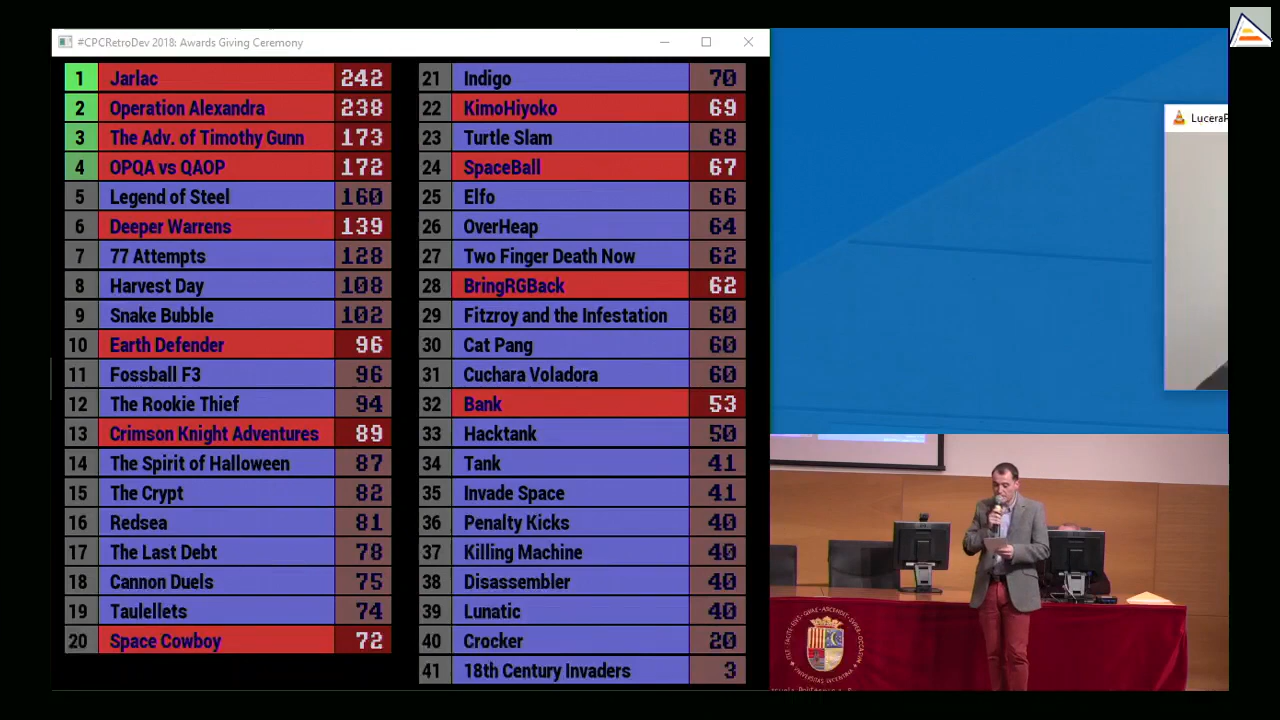 #CPCRetroDev 2018: Awards Giving Ceremony
1 Jarlac 242
2 Operation Alexandra 238
3 The Adv. of Timothy Gunn 173
4 OPQA vs QAOP 172
5 Legend of Steel 160
6 Deeper Warrens 139
7 77 Attempts 128
8 Harvest Day 108
9 Snake Bubble 102
10 Earth Defender 96
11 Fossball F3 96
12 The Rookie Thief 94
13 Crimson Knight Adventures 89
14 The Spirit of Halloween 87
15 The Crypt 82
16 Redsea 81
17 The Last Debt 78
18 Cannon Duels 75
19 Taulellets 74
20 Space Cowboy 72
21 Indigo 70
22 KimoHiyoko 69
23 Turtle Slam 68
24 SpaceBall 67
25 Elfo 66
26 OverHeap 64
27 Two Finger Death Now 62
28 BringRGBack 62
29 Fitzroy and the Infestation 60
30 Cat Pang 60
31 Cuchara Voladora 60
32 Bank 53
33 Hacktank 50
34 Tank 41
35 Invade Space 41
36 Penalty Kicks 40
37 Killing Machine 40
38 Disassembler 40
39 Lunatic 40
40 Crocker 20
41 18th Century Invaders 3